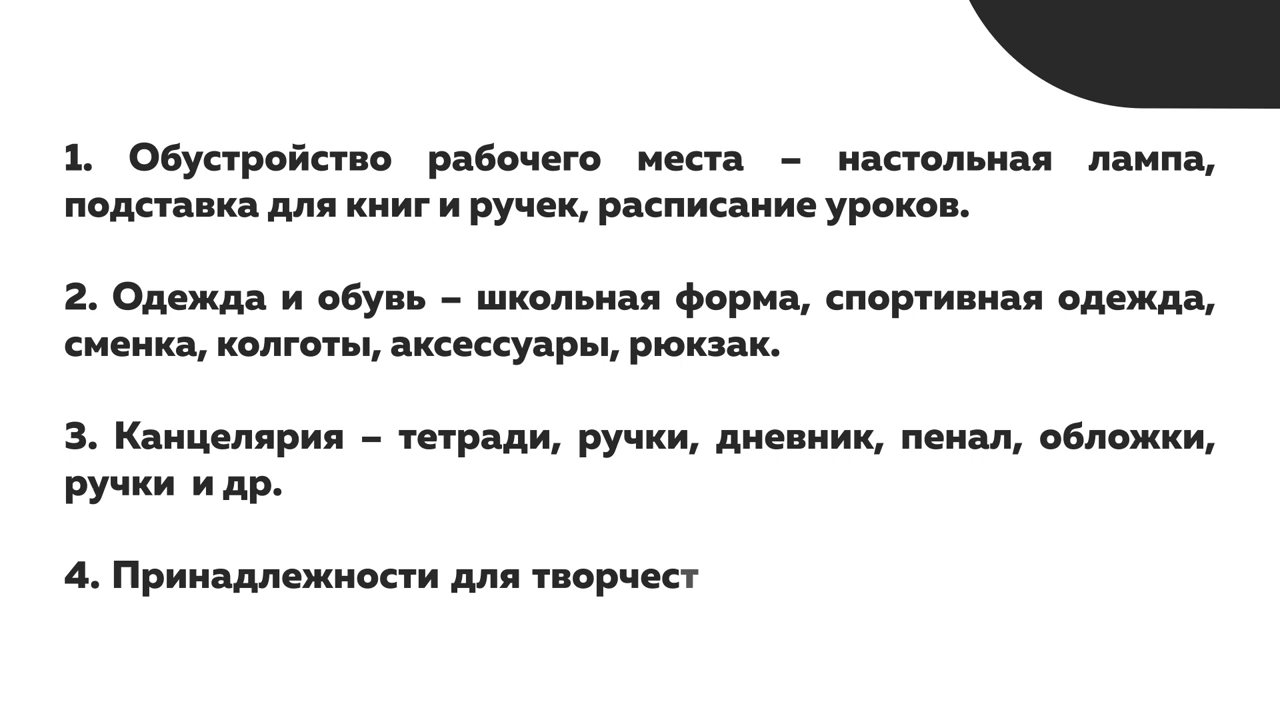 1. Обустройство рабочего места – настольная лампа,
подставка для книг и ручек, расписание уроков.
2. Одежда и обувь – школьная форма, спортивная одежда,
сменка, колготы, аксессуары, рюкзак.
3. Канцелярия – тетради, ручки, дневник, пенал, обложки,
ручки и др.
4. Принадлежности для творчест